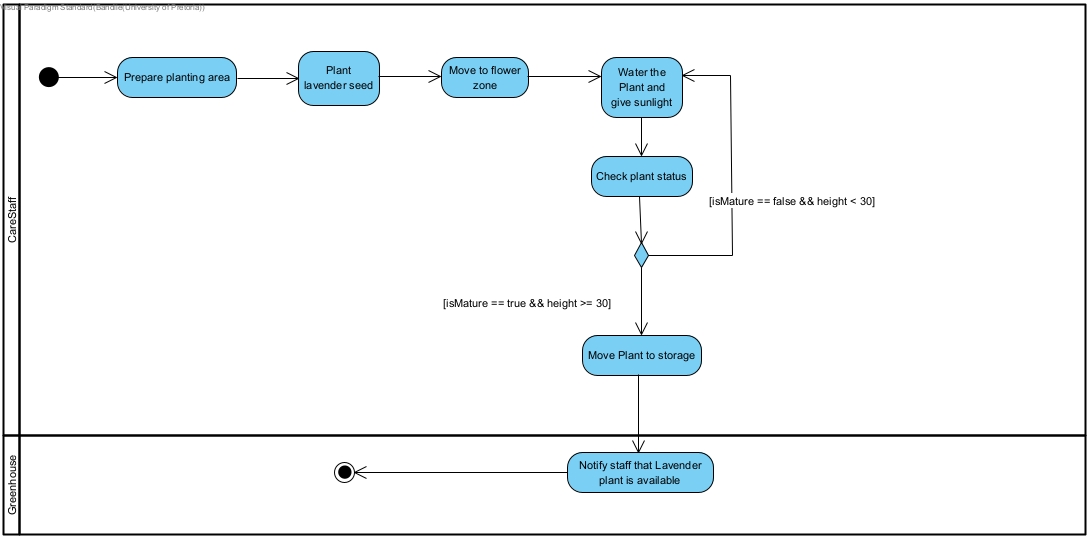 Visual Paradigm Standard(Bandile(University of Pretoria))
Prepare planting area
Plant
lavender seed
Move to flower
zone
Water the
Plant and
give sunlight
Check plant status
[isMature == false && height < 30]
CareStaff
[isMature == true && height >= 30]
Move Plant to storage
Greenhouse
Notify staff that Lavender
plant is available